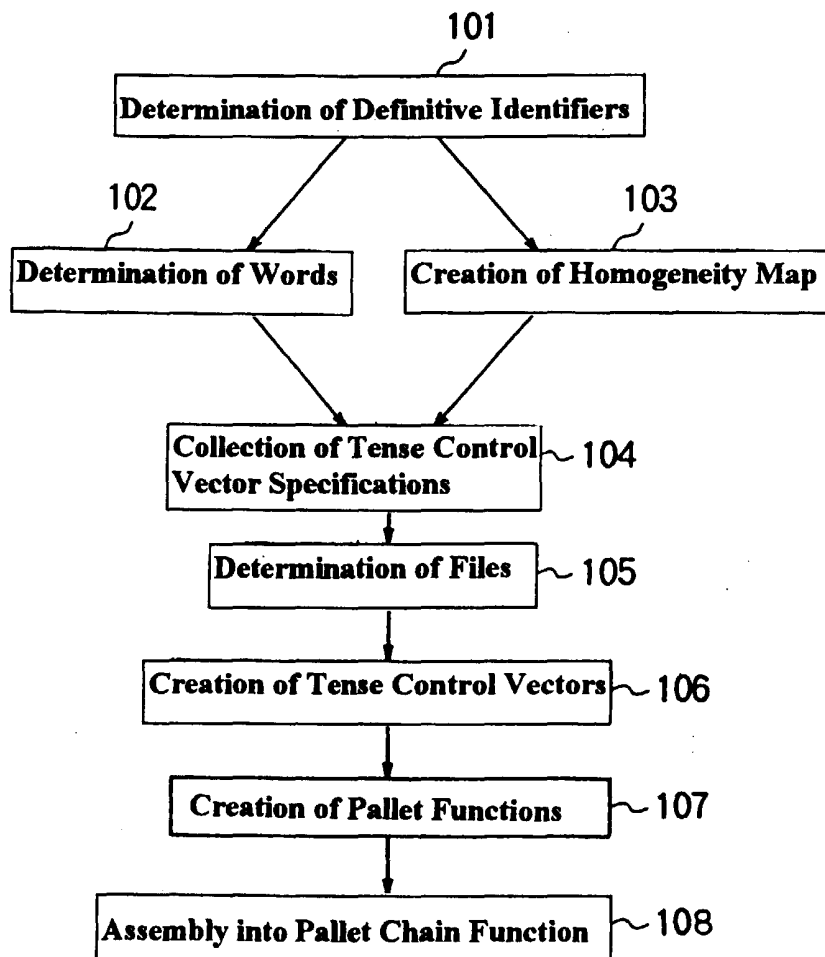 101
Determination of Definitive Identifiers
102
103
Determination of Words
Creation of Homogeneity Map
Collection of Tense Control
Vector Specifications
104
Determination of Files
105
Creation of Tense Control Vectors
106
Creation of Pallet Functions
107
Assembly into Pallet Chain Function
108